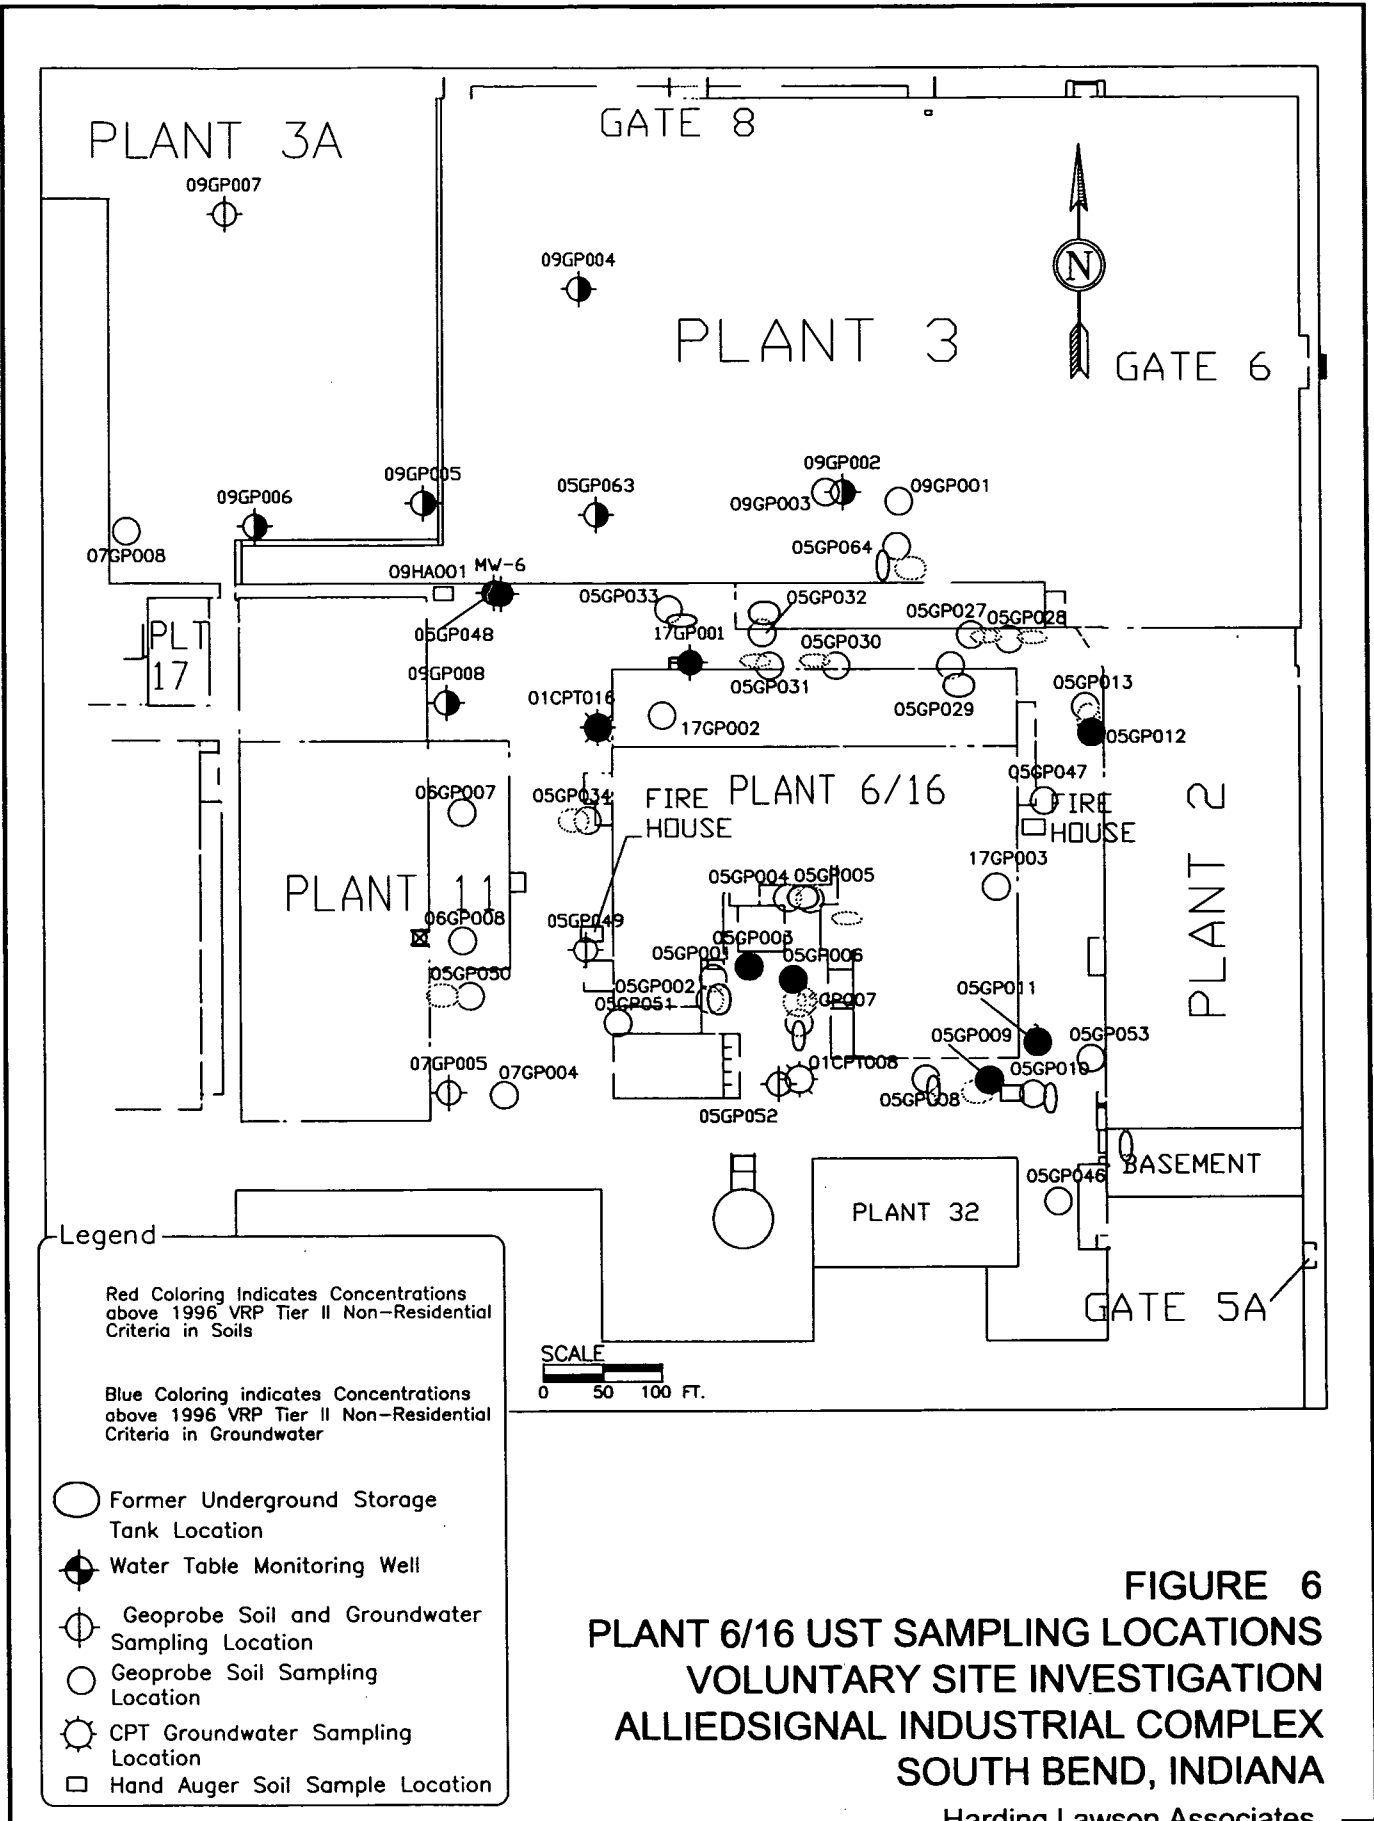 GATE 8
PLANT 3A
09GP007
09GP004
N
PLANT 3
GATE 6
09GP002
09GP005
05GP063
09GP001
09GP006
09GP003
07GP008
05GP064
MW-6
09HA001
05GP033
05GP032
05GP027
05GP028
05GP048
17GP001
05GP030
PLT
17
09GP008
05GP031
05GP013
01CPT016
05GP029
17GP002
05GP012
05GP047
06GP007
05GP034
FIRE
HOUSE
PLANT 6/16
FIRE
HOUSE
PLANT 2
17GP003
PLANT 11
05GP004
05GP005
06GP008
05GP049
05GP003
05GP001
05GP006
05GP050
05GP002
GP007
05GP011
05GP051
05GP009
05GP053
07GP005
07GP004
01CPT008
05GP010
05GP008
05GP052
BASEMENT
05GP046
PLANT 32
GATE 5A
Legend
Red Coloring Indicates Concentrations
above 1996 VRP Tier II Non-Residential
Criteria in Soils
Blue Coloring indicates Concentrations
above 1996 VRP Tier II Non-Residential
Criteria in Groundwater
Former Underground Storage
Tank Location
Water Table Monitoring Well
Geoprobe Soil and Groundwater
Sampling Location
Geoprobe Soil Sampling
Location
CPT Groundwater Sampling
Location
Hand Auger Soil Sample Location
SCALE
0 50 100 FT.
FIGURE 6
PLANT 6/16 UST SAMPLING LOCATIONS
VOLUNTARY SITE INVESTIGATION
ALLIEDSIGNAL INDUSTRIAL COMPLEX
SOUTH BEND, INDIANA
Harding Lawson Associates